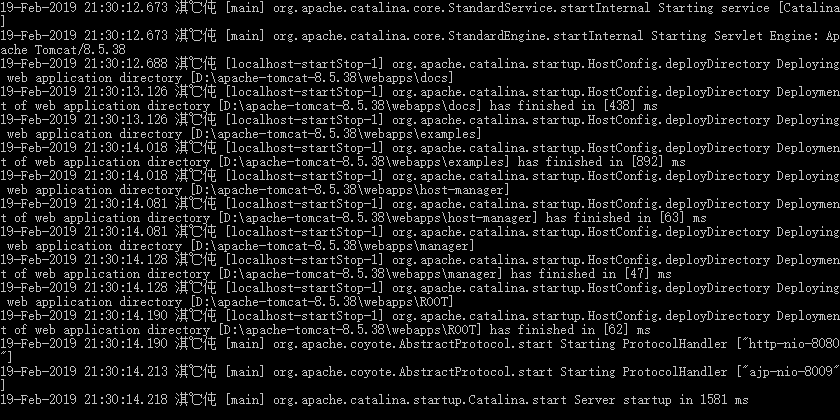 19-Feb-2019 21:30:12.673 淇℃伅 [main] org.apache.catalina.core.StandardService.startInternal Starting service [Catalina
]
19-Feb-2019 21:30:12.673 淇℃伅 [main] org.apache.catalina.core.StandardEngine.startInternal Starting Servlet Engine: Ap
ache Tomcat/8.5.38
19-Feb-2019 21:30:12.688 淇℃伅 [localhost-startStop-1] org.apache.catalina.startup.HostConfig.deployDirectory Deploying
 web application directory [D:\apache-tomcat-8.5.38\webapps\docs]
19-Feb-2019 21:30:13.126 淇℃伅 [localhost-startStop-1] org.apache.catalina.startup.HostConfig.deployDirectory Deploymen
t of web application directory [D:\apache-tomcat-8.5.38\webapps\docs] has finished in [438] ms
19-Feb-2019 21:30:13.126 淇℃伅 [localhost-startStop-1] org.apache.catalina.startup.HostConfig.deployDirectory Deploying
 web application directory [D:\apache-tomcat-8.5.38\webapps\examples]
19-Feb-2019 21:30:14.018 淇℃伅 [localhost-startStop-1] org.apache.catalina.startup.HostConfig.deployDirectory Deploymen
t of web application directory [D:\apache-tomcat-8.5.38\webapps\examples] has finished in [892] ms
19-Feb-2019 21:30:14.018 淇℃伅 [localhost-startStop-1] org.apache.catalina.startup.HostConfig.deployDirectory Deploying
 web application directory [D:\apache-tomcat-8.5.38\webapps\host-manager]
19-Feb-2019 21:30:14.081 淇℃伅 [localhost-startStop-1] org.apache.catalina.startup.HostConfig.deployDirectory Deploymen
t of web application directory [D:\apache-tomcat-8.5.38\webapps\host-manager] has finished in [63] ms
19-Feb-2019 21:30:14.081 淇℃伅 [localhost-startStop-1] org.apache.catalina.startup.HostConfig.deployDirectory Deploying
 web application directory [D:\apache-tomcat-8.5.38\webapps\manager]
19-Feb-2019 21:30:14.128 淇℃伅 [localhost-startStop-1] org.apache.catalina.startup.HostConfig.deployDirectory Deploymen
t of web application directory [D:\apache-tomcat-8.5.38\webapps\manager] has finished in [47] ms
19-Feb-2019 21:30:14.128 淇℃伅 [localhost-startStop-1] org.apache.catalina.startup.HostConfig.deployDirectory Deploying
 web application directory [D:\apache-tomcat-8.5.38\webapps\ROOT]
19-Feb-2019 21:30:14.190 淇℃伅 [localhost-startStop-1] org.apache.catalina.startup.HostConfig.deployDirectory Deploymen
t of web application directory [D:\apache-tomcat-8.5.38\webapps\ROOT] has finished in [62] ms
19-Feb-2019 21:30:14.190 淇℃伅 [main] org.apache.coyote.AbstractProtocol.start Starting ProtocolHandler ["http-nio-8080
"]
19-Feb-2019 21:30:14.213 淇℃伅 [main] org.apache.coyote.AbstractProtocol.start Starting ProtocolHandler ["ajp-nio-8009"
]
19-Feb-2019 21:30:14.218 淇℃伅 [main] org.apache.catalina.startup.Catalina.start Server startup in 1581 ms